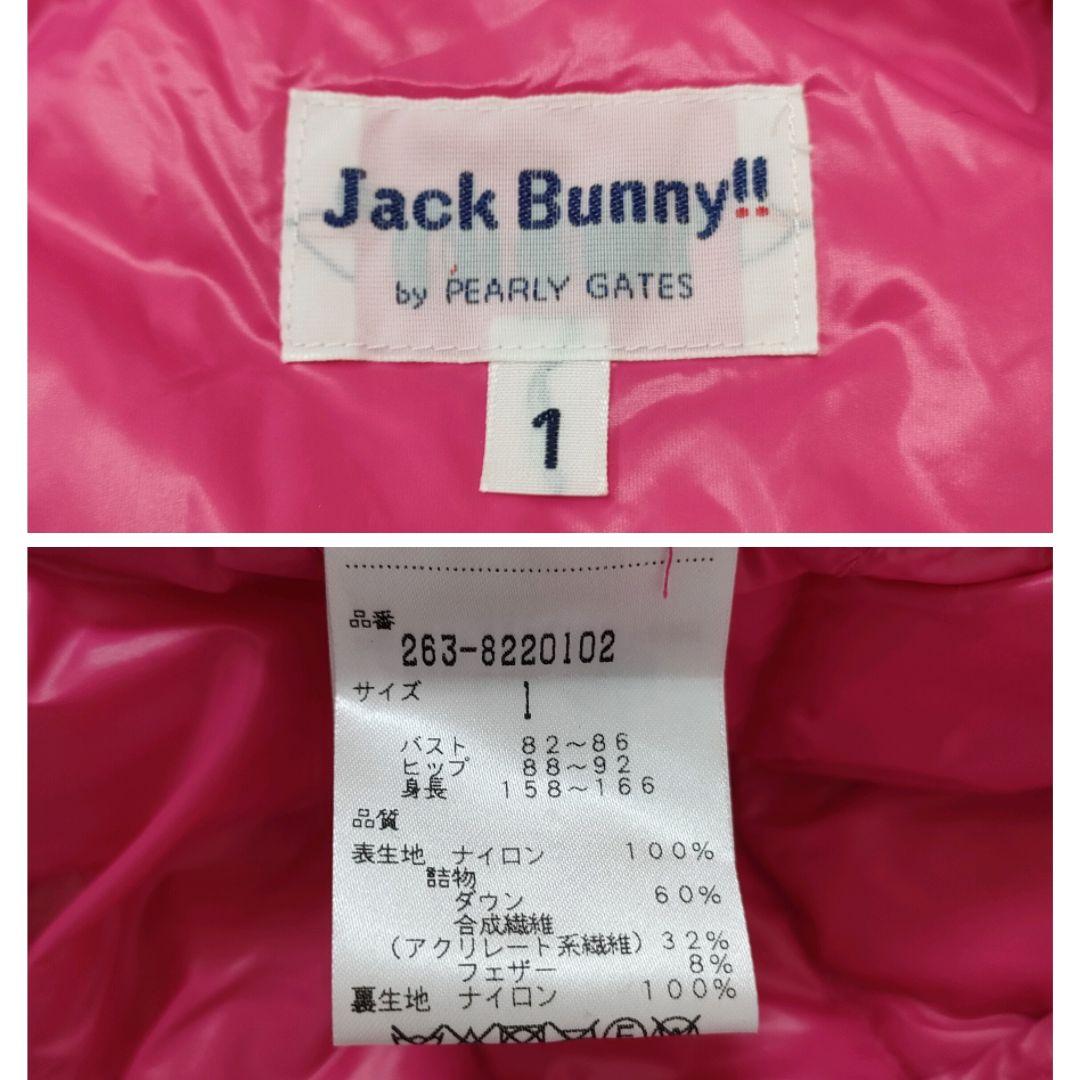 Jack Bunny!!
by PEARLY GATES
1
品番
263-8220102
サイズ 1
バスト 82~86
ヒップ 88~92
身長 158~166
品質
表生地 ナイロン 100%
詰物
ダウン 60%
合成繊維
(アクリレート系繊維) 32%
フェザー 8%
裏生地 ナイロン 100%